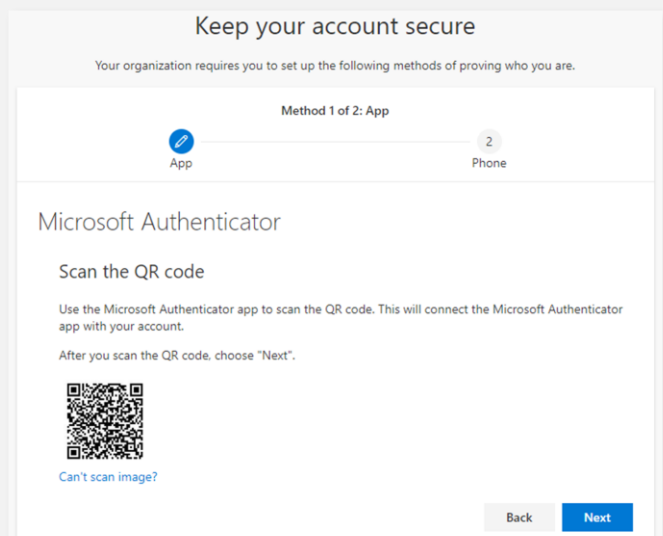 Keep your account secure
Your organization requires you to set up the following methods of proving who you are.
Method 1 of 2: App
2
App
Phone
Microsoft Authenticator
Scan the QR code
Use the Microsoft Authenticator app to scan the QR code. This will connect the Microsoft Authenticator
app with your account.
After you scan the QR code, choose "Next".
Can't scan image?
Back
Next